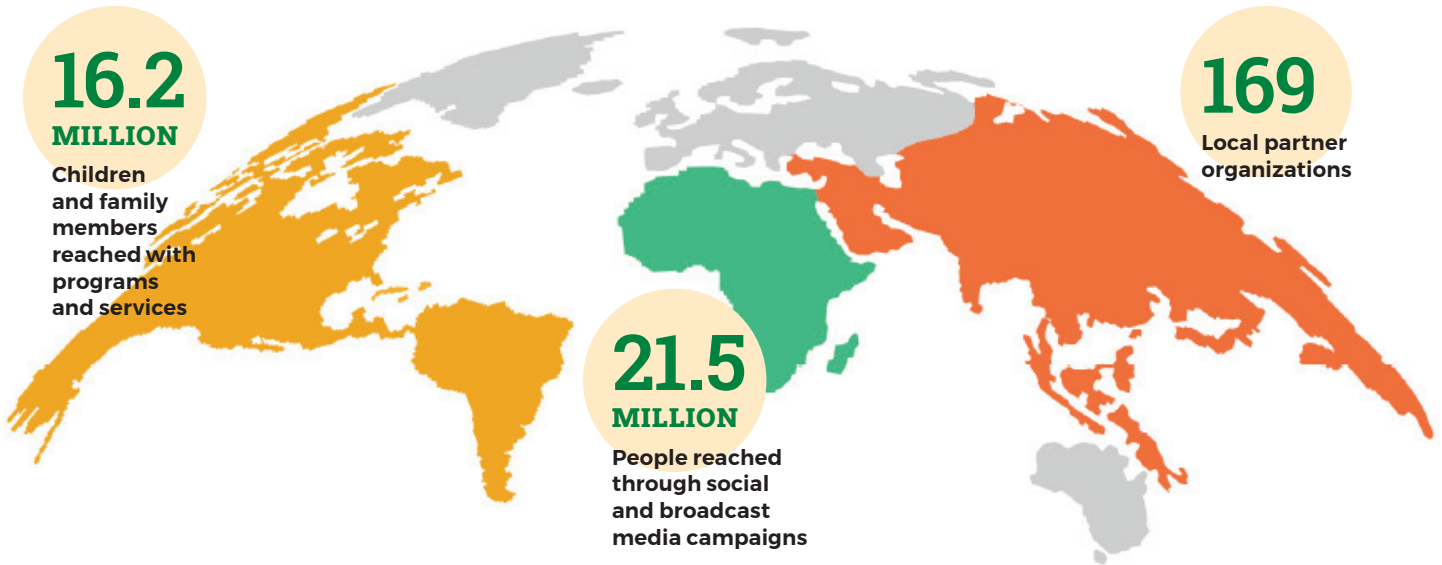 16.2
MILLION
Children
and family
members
reached with
programs
and services
21.5
MILLION
People reached
through social
and broadcast
media campaigns
169
Local partner
organizations